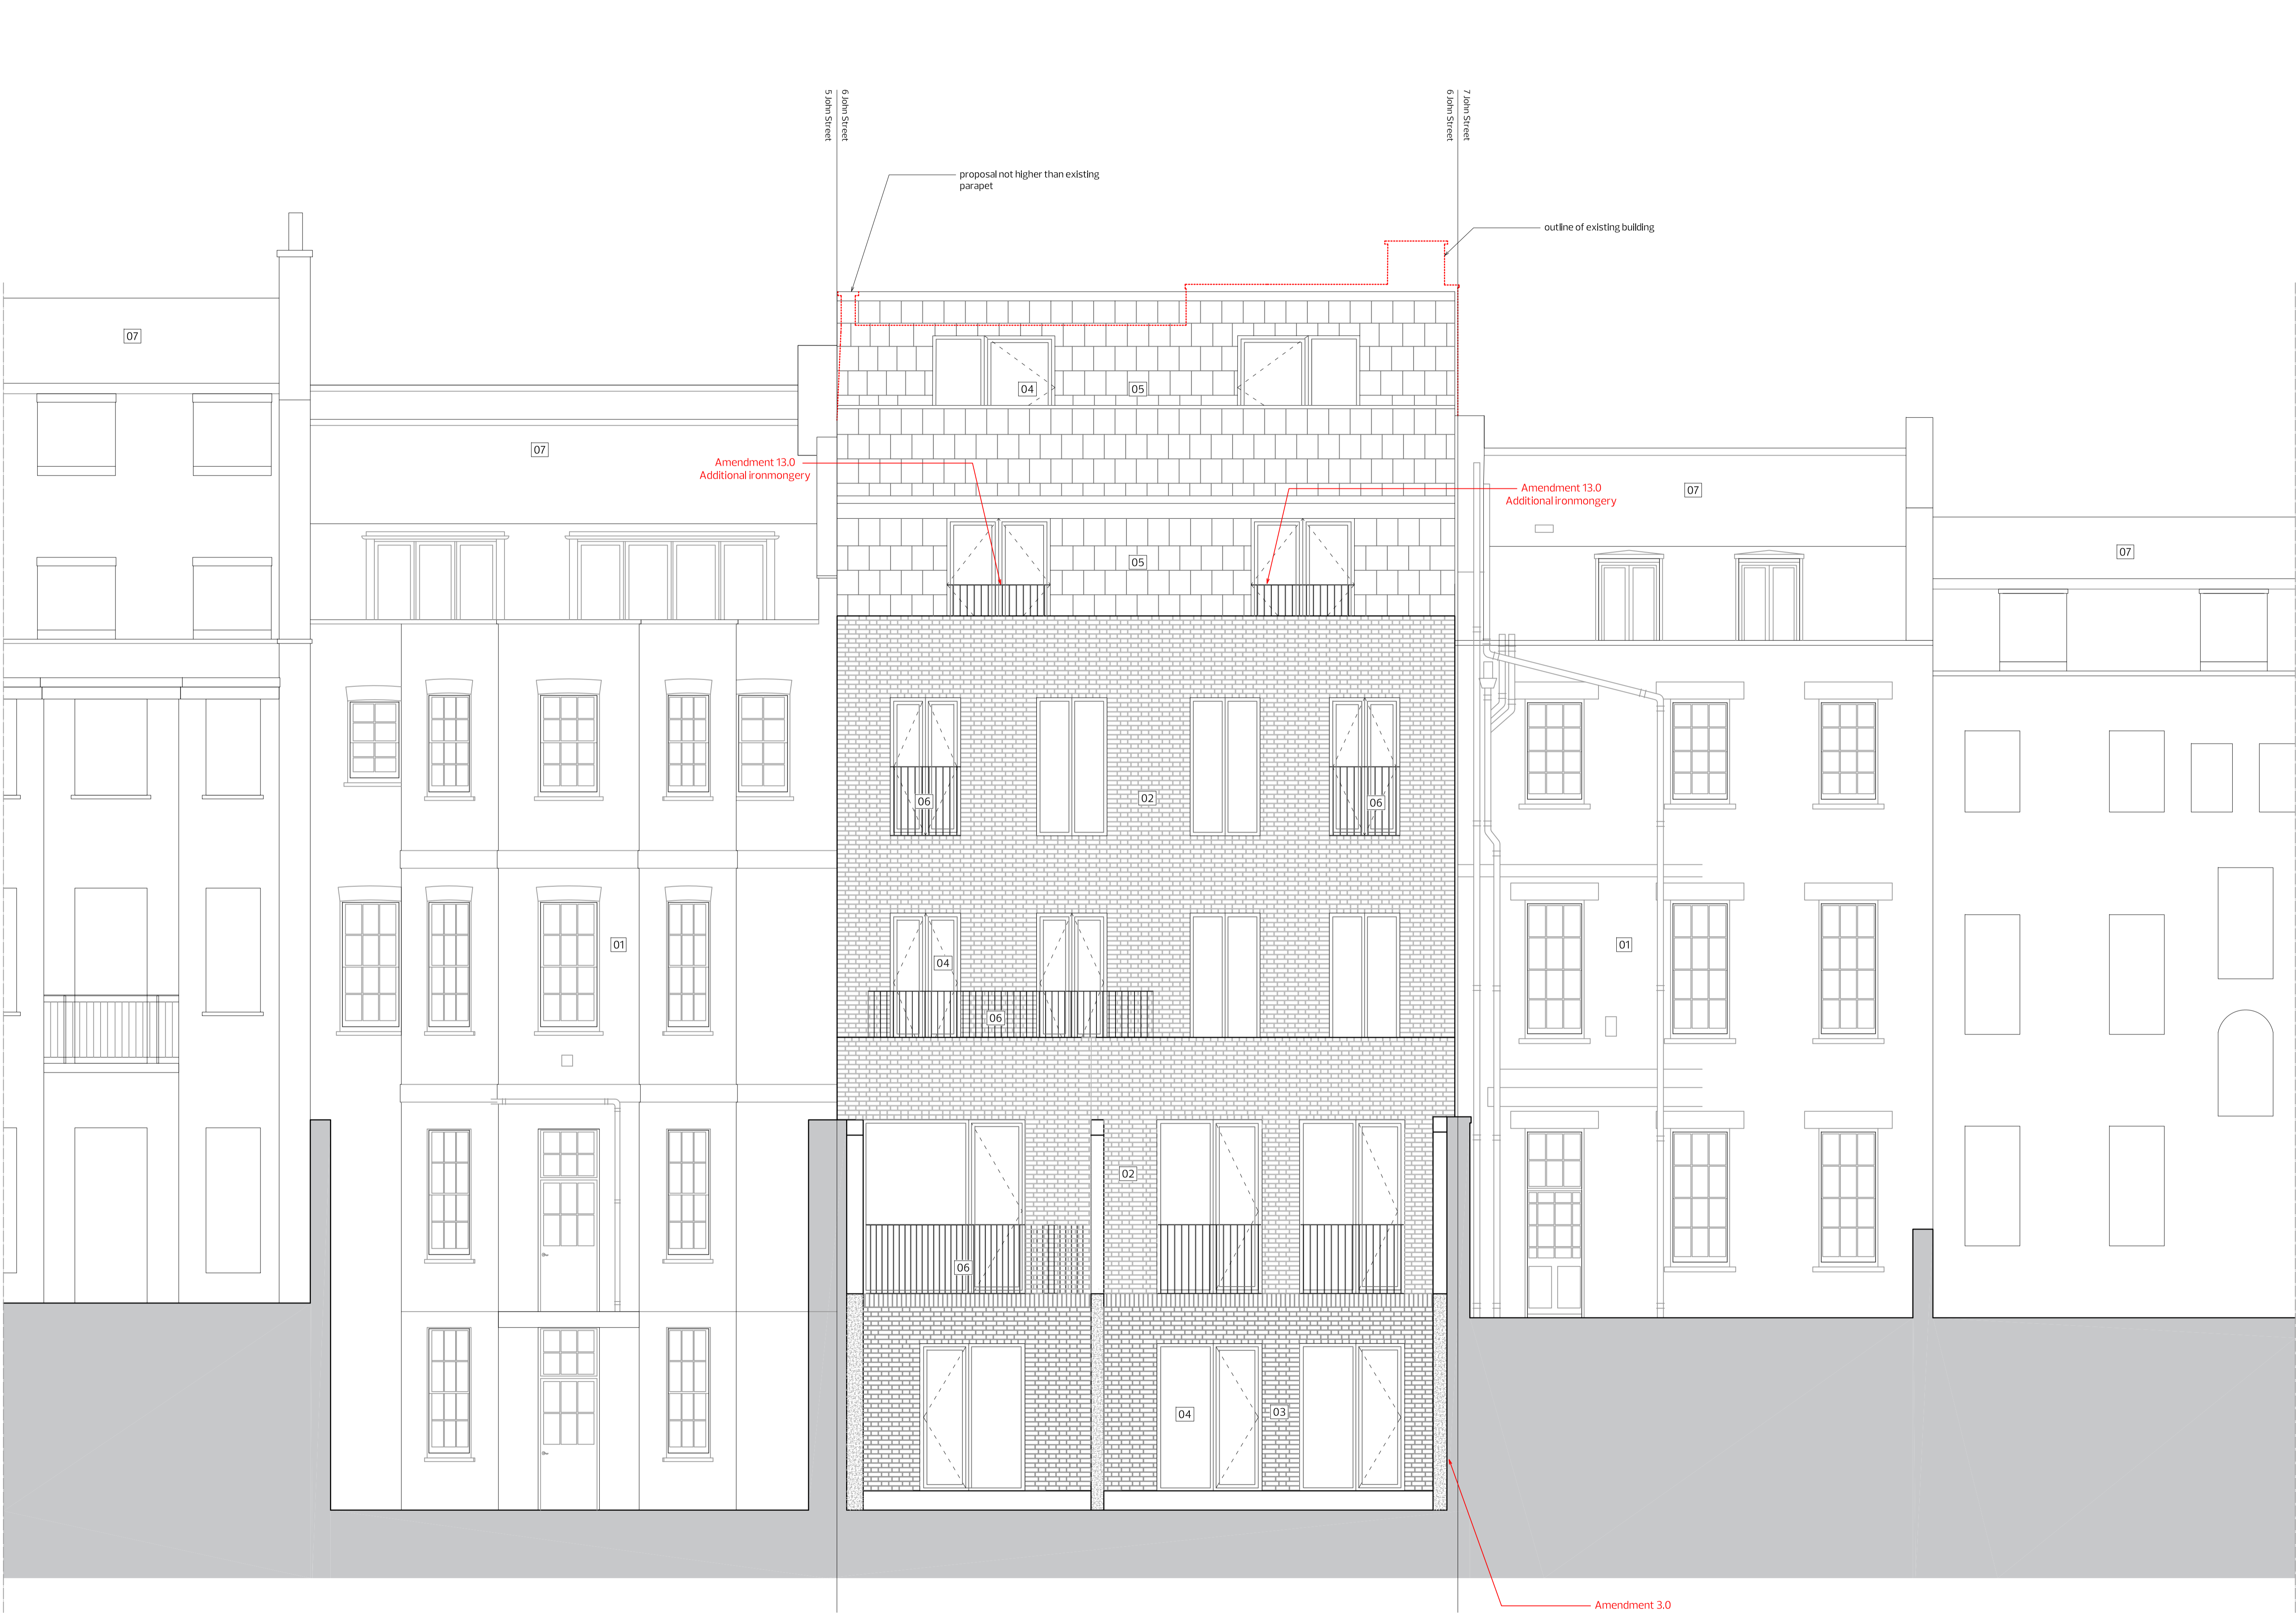 5 John Street
6 John Street
6 John Street
7 John Street
proposal not higher than existing
parapet
outline of existing building
07
04
05
07
Amendment 13.0
Additional ironmongery
Amendment 13.0
Additional ironmongery
07
07
05
06
02
06
01
04
01
06
02
06
04
03
Amendment 3.0